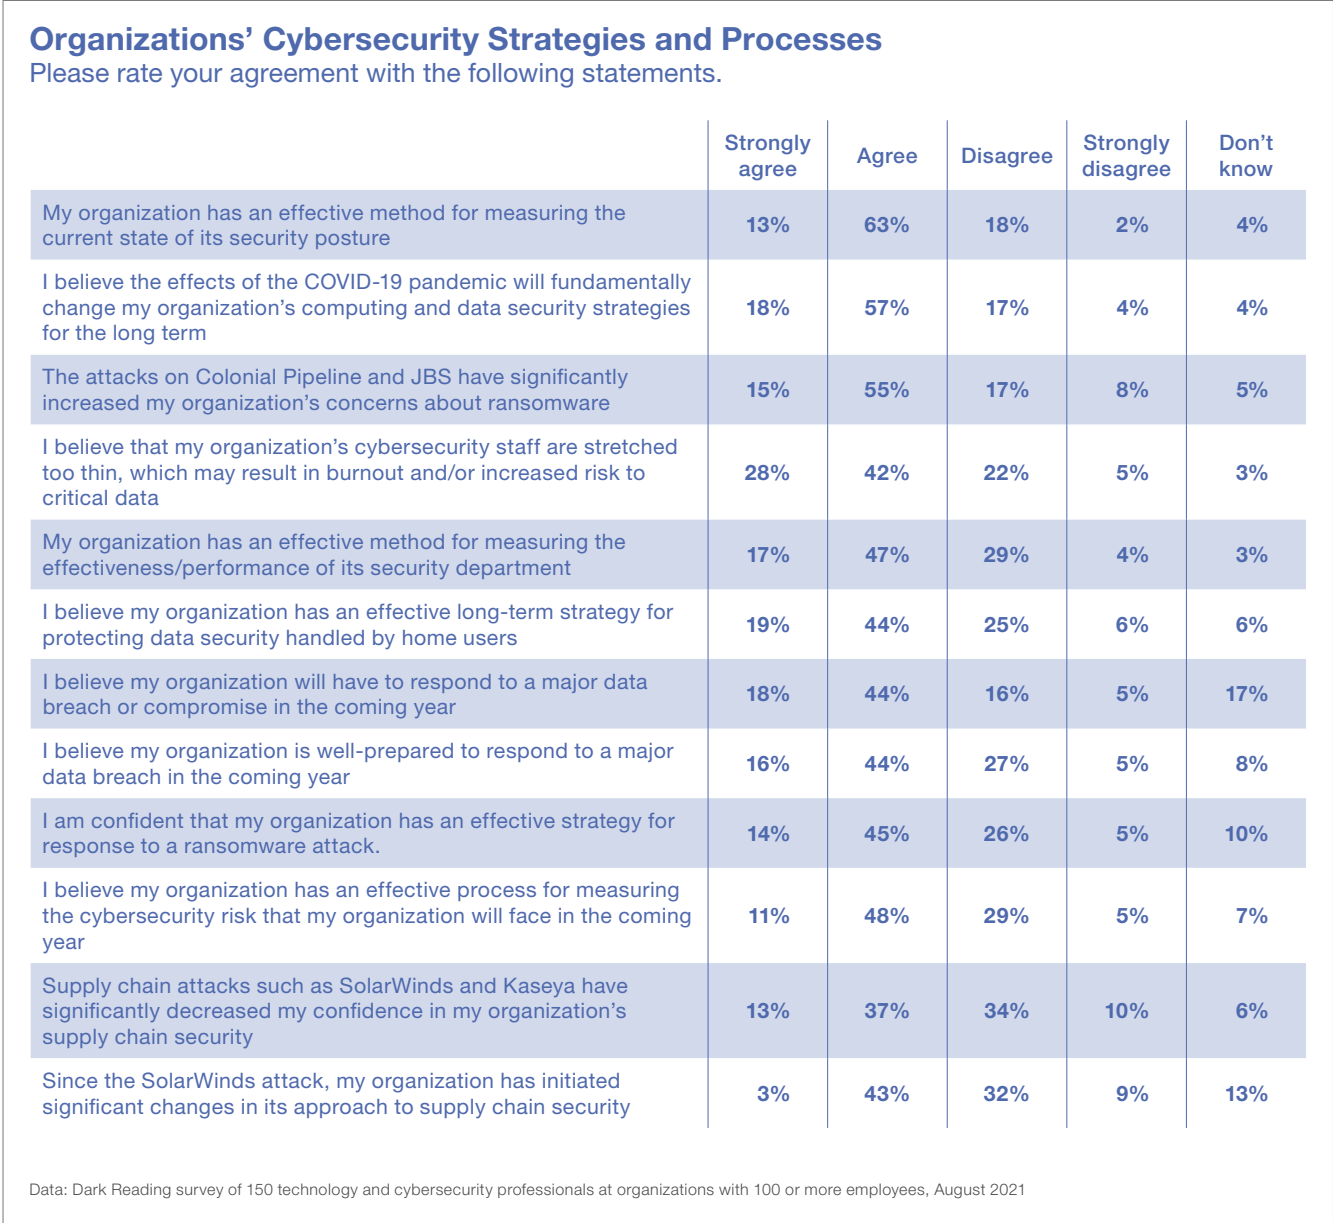 Organizations’ Cybersecurity Strategies and Processes
Please rate your agreement with the following statements.
Strongly agree Agree Disagree Strongly disagree Don’t know
My organization has an effective method for measuring the
current state of its security posture
13% 63% 18% 2% 4%
I believe the effects of the COVID-19 pandemic will fundamentally
change my organization’s computing and data security strategies
for the long term
18% 57% 17% 4% 4%
The attacks on Colonial Pipeline and JBS have significantly
increased my organization’s concerns about ransomware
15% 55% 17% 8% 5%
I believe that my organization’s cybersecurity staff are stretched
too thin, which may result in burnout and/or increased risk to
critical data
28% 42% 22% 5% 3%
My organization has an effective method for measuring the
effectiveness/performance of its security department
17% 47% 29% 4% 3%
I believe my organization has an effective long-term strategy for
protecting data security handled by home users
19% 44% 25% 6% 6%
I believe my organization will have to respond to a major data
breach or compromise in the coming year
18% 44% 16% 5% 17%
I believe my organization is well-prepared to respond to a major
data breach in the coming year
16% 44% 27% 5% 8%
I am confident that my organization has an effective strategy for
response to a ransomware attack.
14% 45% 26% 5% 10%
I believe my organization has an effective process for measuring
the cybersecurity risk that my organization will face in the coming
year
11% 48% 29% 5% 7%
Supply chain attacks such as SolarWinds and Kaseya have
significantly decreased my confidence in my organization’s
supply chain security
13% 37% 34% 10% 6%
Since the SolarWinds attack, my organization has initiated
significant changes in its approach to supply chain security
3% 43% 32% 9% 13%
Data: Dark Reading survey of 150 technology and cybersecurity professionals at organizations with 100 or more employees, August 2021